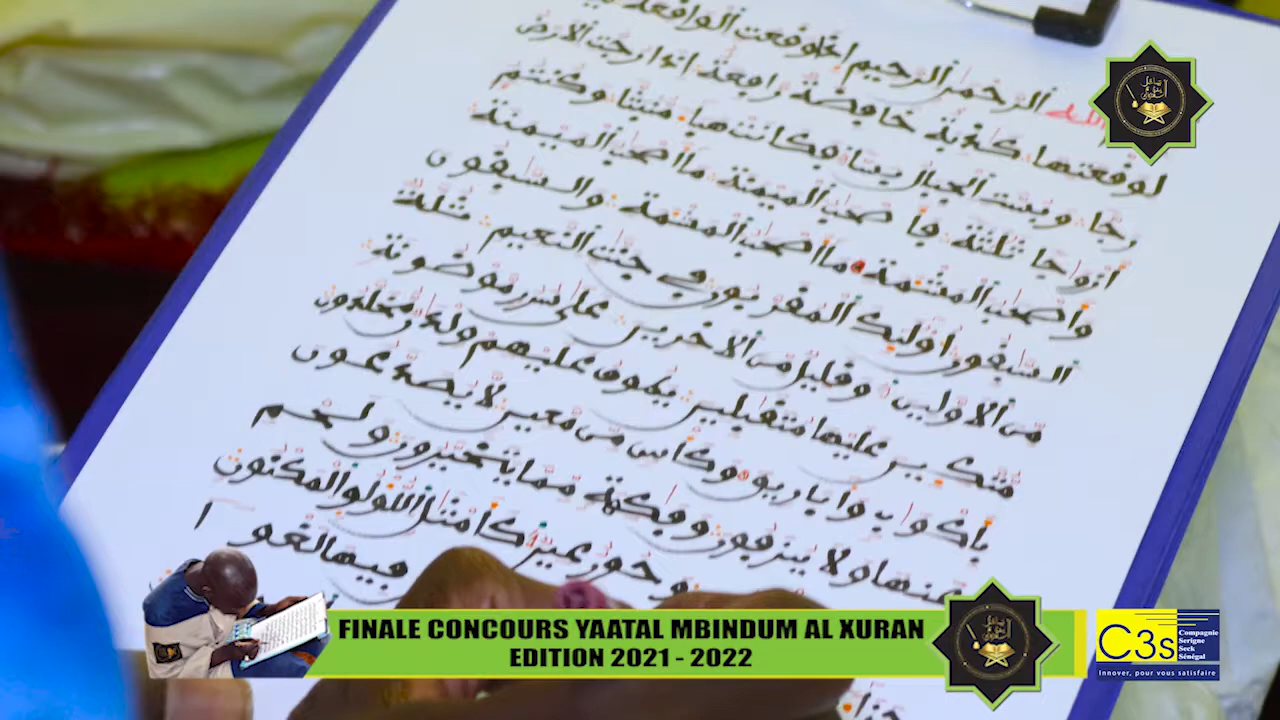 الله الرحمن الرحيم إذا وقعت الواقعة
لوقعتها كذبة خافضة رافعة إذا رجت الأرض
رجا وبست الجبال بسا فكانت هباء منبثا وكنتم
أزواجا ثلثة فأصحب الميمنة ما أصحب الميمنة
وأصحب المشئمة ما أصحب المشئمة والسبقون
السبقون أولئك المقربون في جنت النعيم ثلة
من الأولين وقليل من الأخرين على سرر موضونة
متكئين عليها متقبلين يطوف عليهم ولدن مخلدون
بأكواب وأباريق وكأس من معين لا يصدعون
عنها ولا ينزفون وفكهة مما يتخيرون ولحم
وحور عين كأمثل اللؤلؤ المكنون
فيها لغوا
FINALE CONCOURS YAATAL MBINDUM AL XURAN
EDITION 2021 - 2022
C3s
Compagnie
Serigne
Seck
Sénégal
Innover, pour vous satisfaire